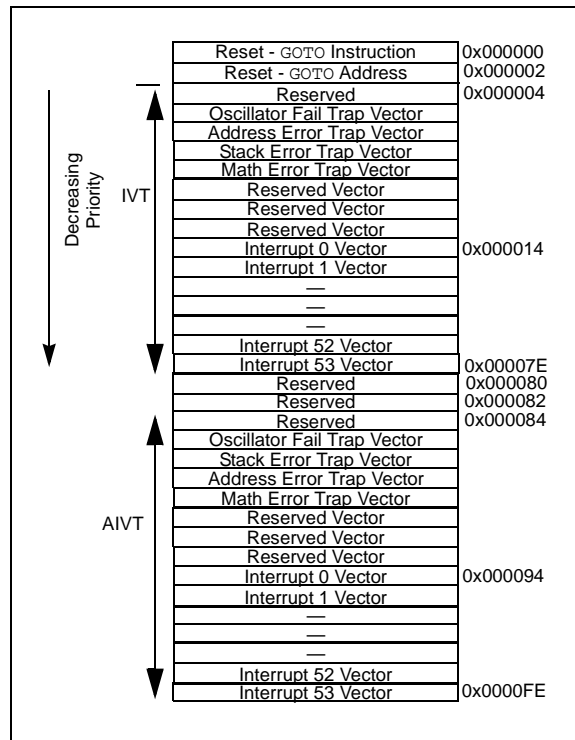 Reset - GOTO Instruction 0x000000
Reset - GOTO Address 0x000002
Reserved 0x000004
Oscillator Fail Trap Vector
Address Error Trap Vector
Stack Error Trap Vector
Math Error Trap Vector
Reserved Vector
Reserved Vector
Reserved Vector
Interrupt 0 Vector 0x000014
Interrupt 1 Vector
—
—
—
Interrupt 52 Vector
Interrupt 53 Vector 0x00007E
Decreasing
Priority
IVT
Reserved 0x000080
Reserved 0x000082
Reserved 0x000084
Oscillator Fail Trap Vector
Stack Error Trap Vector
Address Error Trap Vector
Math Error Trap Vector
Reserved Vector
Reserved Vector
Reserved Vector
Interrupt 0 Vector 0x000094
Interrupt 1 Vector
—
—
—
Interrupt 52 Vector
Interrupt 53 Vector 0x0000FE
AIVT